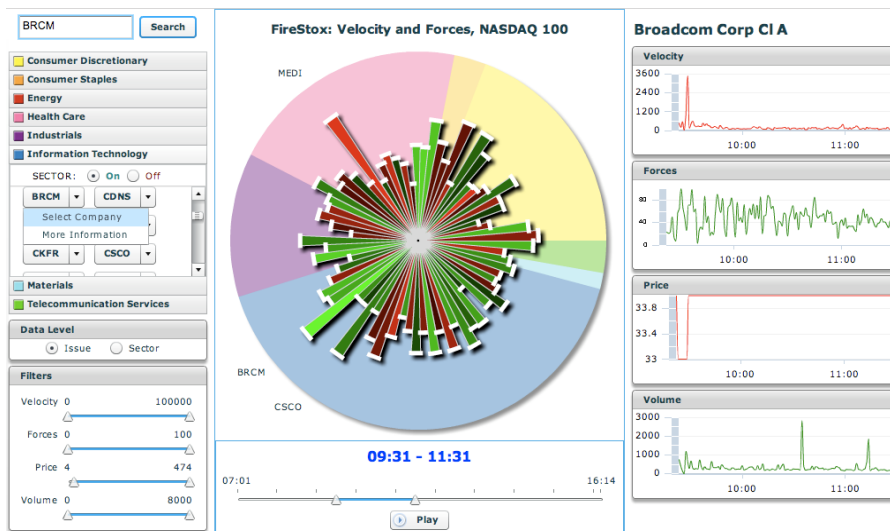 BRCM
Search
Consumer Discretionary
Consumer Staples
Energy
Health Care
Industrials
Information Technology
SECTOR: On Off
BRCM CDNS
Select Company
More Information
CKFR CSCO
Materials
Telecommunication Services
Data Level
Issue Sector
Filters
Velocity 0 100000
Forces 0 100
Price 4 474
Volume 0 8000
FireStox: Velocity and Forces, NASDAQ 100
MEDI
BRCM
CSCO
09:31 - 11:31
07:01 16:14
Play
Broadcom Corp Cl A
Velocity
3600
2400
1200
0
10:00 11:00
Forces
80
40
0
10:00 11:00
Price
33.8
33.4
33
10:00 11:00
Volume
3000
2000
1000
0
10:00 11:00